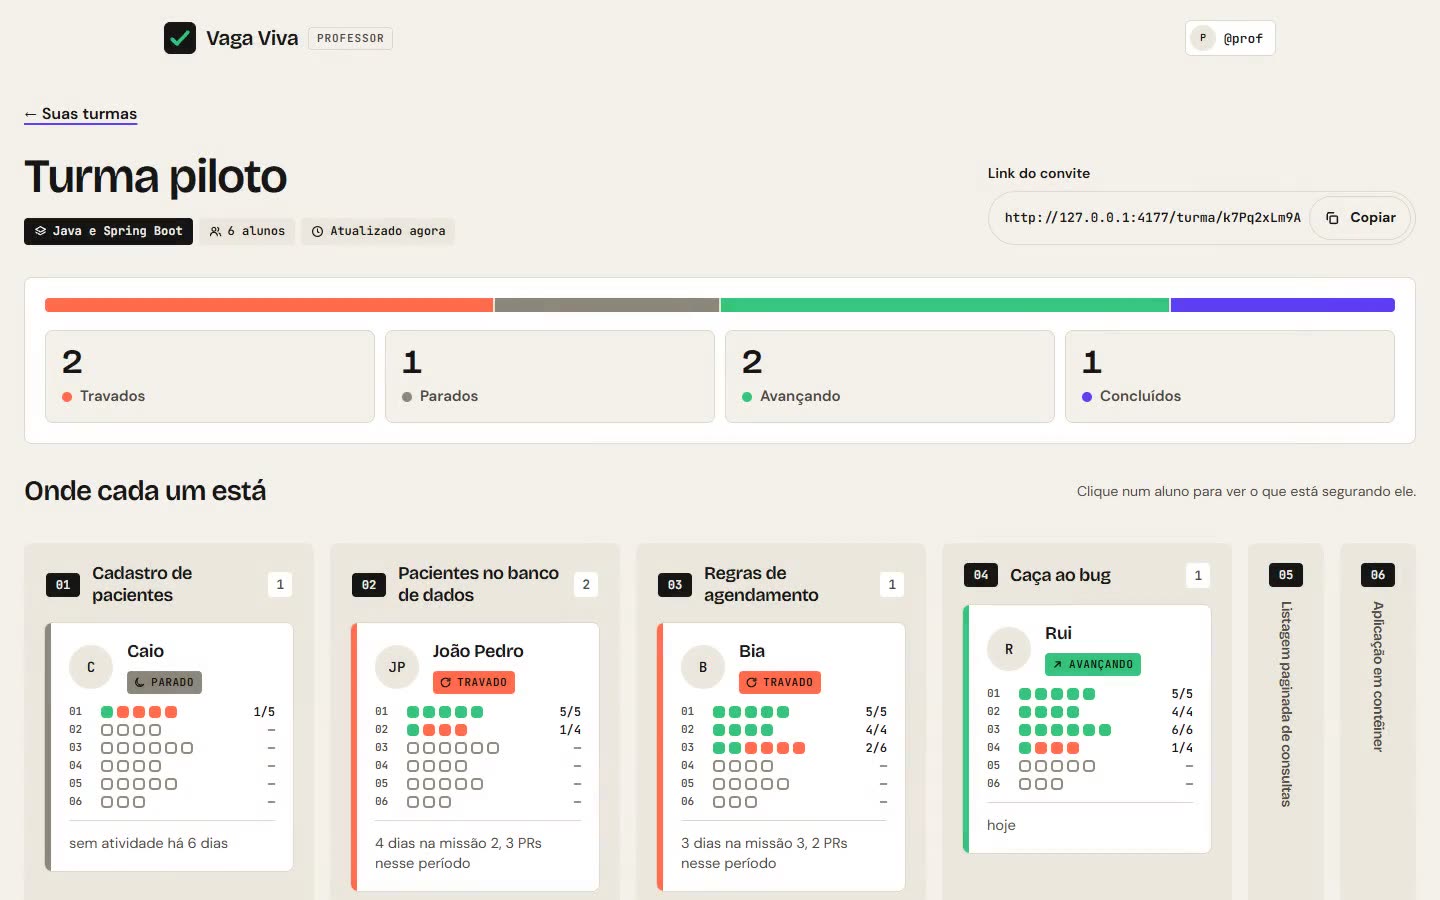 Vaga Viva
PROFESSOR
P
@prof
← Suas turmas
Turma piloto
Link do convite
http://127.0.0.1:4177/turma/k7Pq2xLm9A
Copiar
Java e Spring Boot
6 alunos
Atualizado agora
2
Travados
1
Parados
2
Avançando
1
Concluídos
Onde cada um está
Clique num aluno para ver o que está segurando ele.
01
Cadastro de
pacientes
1
C
Caio
PARADO
01 1/5
02 –
03 –
04 –
05 –
06 –
sem atividade há 6 dias
02
Pacientes no banco
de dados
2
JP
João Pedro
TRAVADO
01 5/5
02 1/4
03 –
04 –
05 –
06 –
4 dias na missão 2, 3 PRs
nesse período
03
Regras de
agendamento
1
B
Bia
TRAVADO
01 5/5
02 4/4
03 2/6
04 –
05 –
06 –
3 dias na missão 3, 2 PRs
nesse período
04
Caça ao bug
1
R
Rui
AVANÇANDO
01 5/5
02 4/4
03 6/6
04 1/4
05 –
06 –
hoje
05
Listagem paginada de consultas
06
Aplicação em contêiner